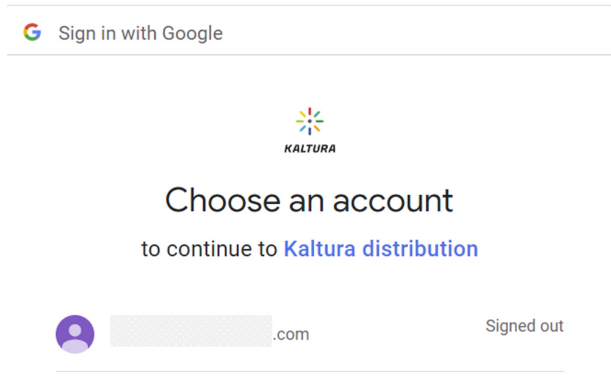 Sign in with Google
KALTURA
Choose an account
to continue to Kaltura distribution
.com
Signed out